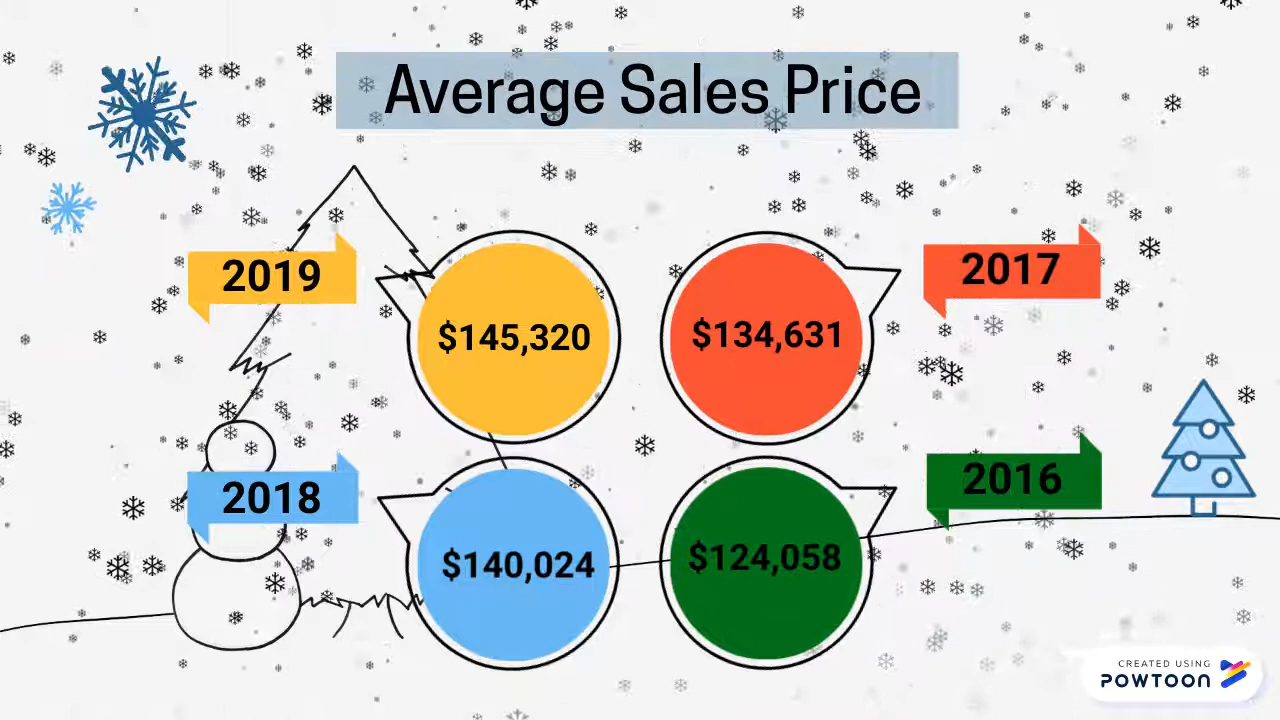 Average Sales Price
2019
$145,320
$134,631
2017
2018
$140,024
$124,058
2016
CREATED USING
POWTOON